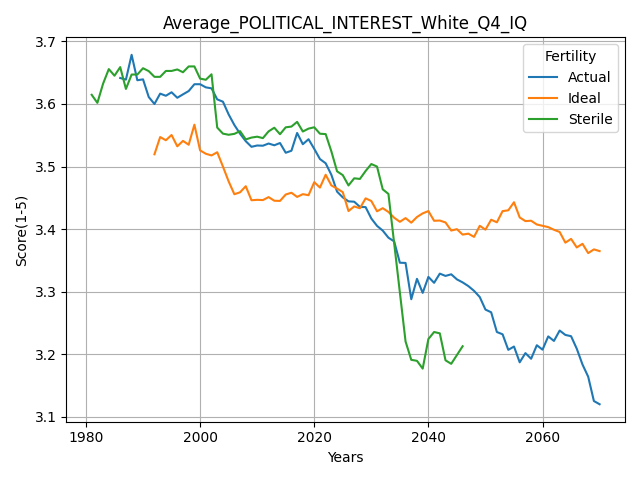 Average_POLITICAL_INTEREST_White_Q4_IQ
3.7
3.6
3.5
3.4
3.3
3.2
3.1
Score(1-5)
Fertility
Actual
Ideal
Sterile
1980
2000
2020
2040
2060
Years